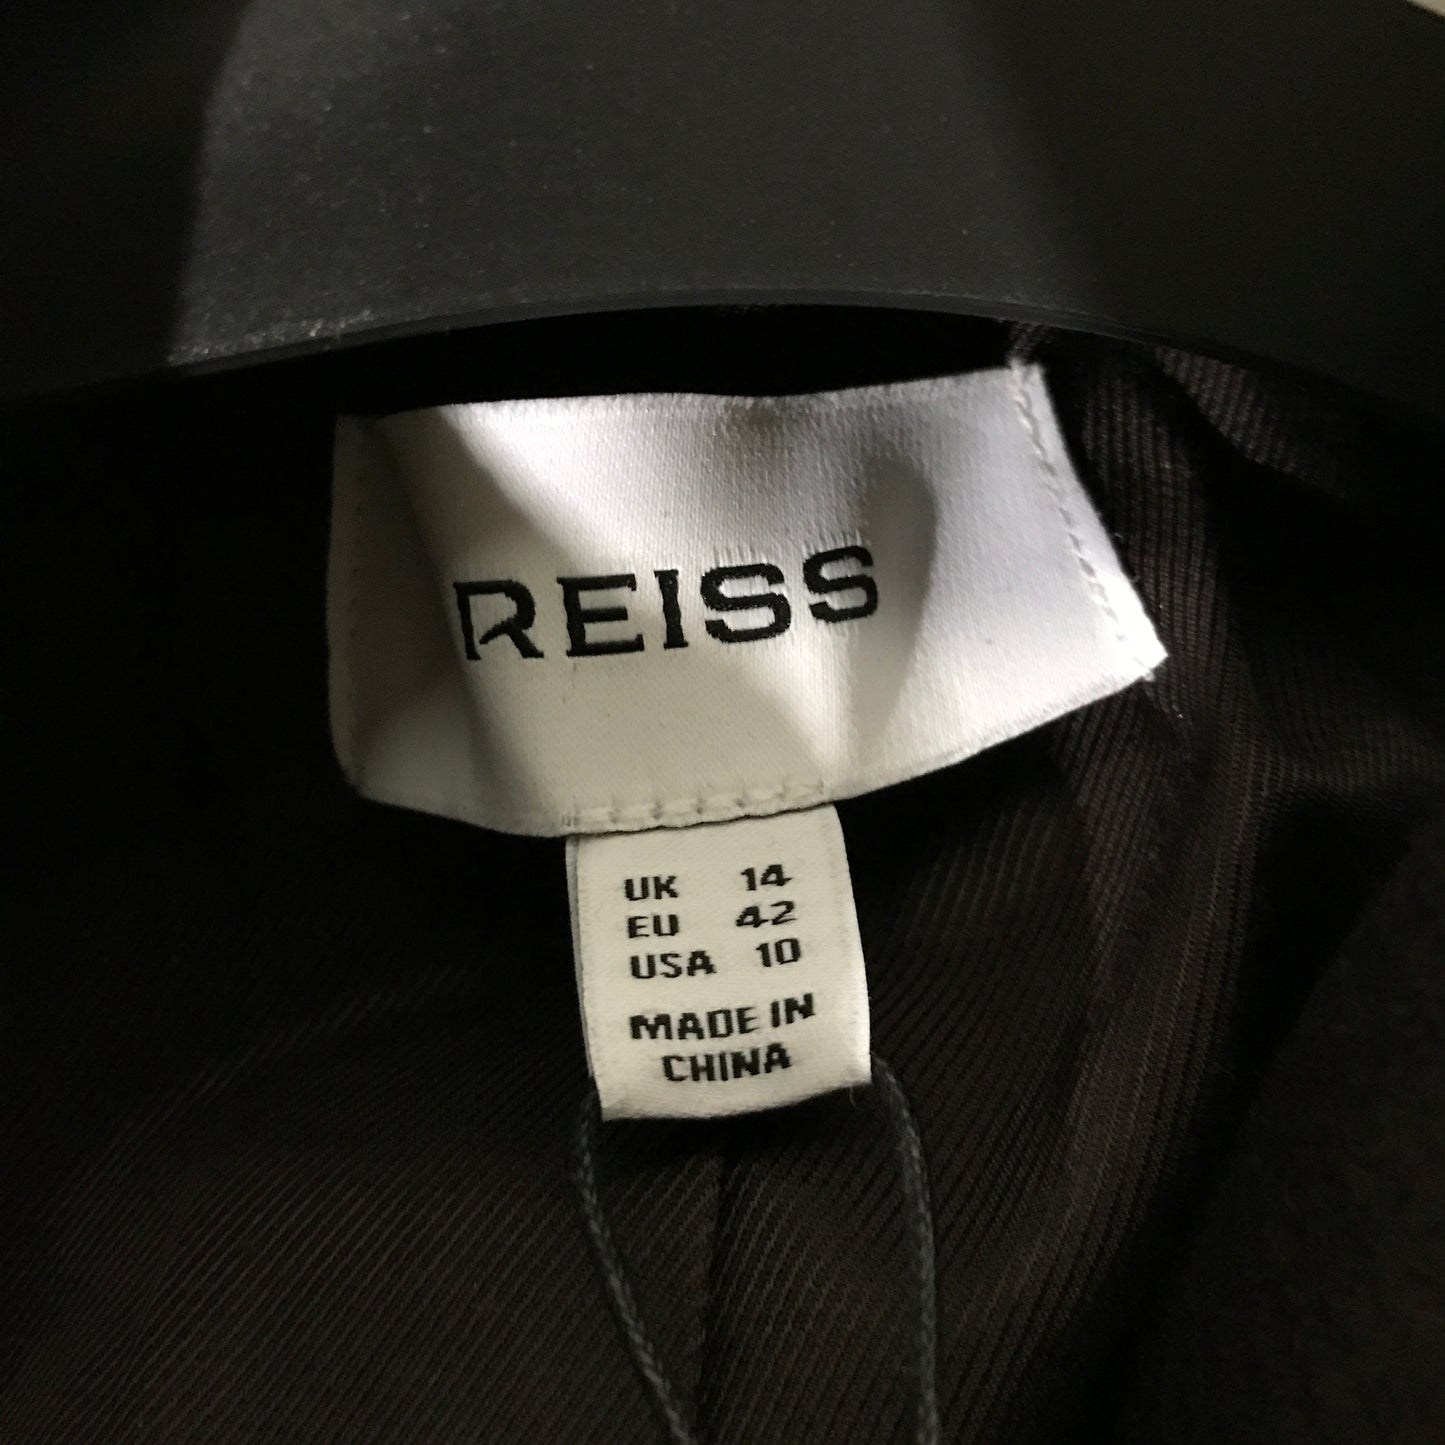 REISS
UK 14
EU 42
USA 10
MADE IN
CHINA